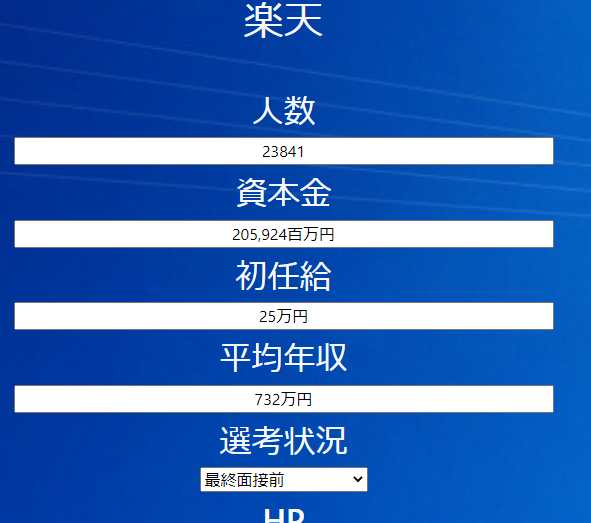 楽天
人数
23841
資本金
205,924百万円
初任給
25万円
平均年収
732万円
選考状況
最終面接前
HP